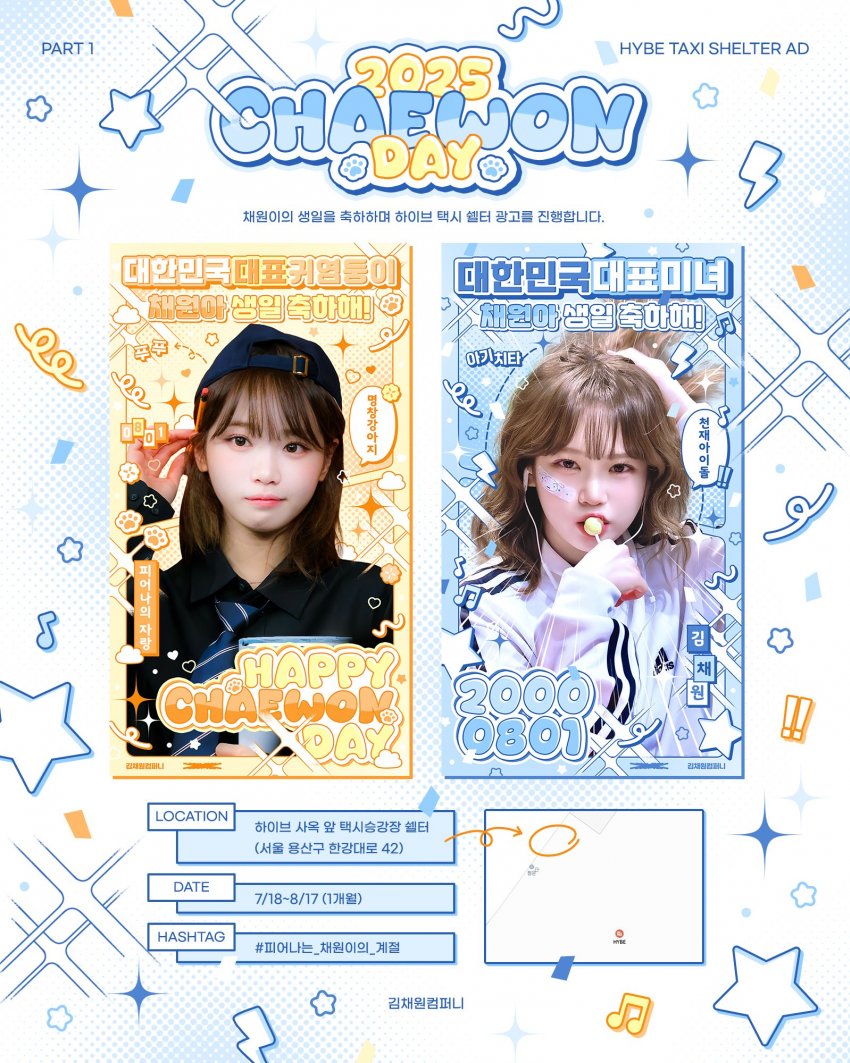 PART 1
HYBE TAXI SHELTER AD
2025
CHAEWON
DAY
채원이의 생일을 축하하며 하이브 택시 쉘터 광고를 진행합니다.
대한민국대표귀염둥이
채원아 생일 축하해!
푸푸
0801
명창강아지
피어나의 자랑
HAPPY
CHAEWON
DAY
김채원컴퍼니
대한민국대표미녀
채원아 생일 축하해!
아기치타
천재아이돌
!!
김채원
adidas
2000
0801
김채원컴퍼니
LOCATION
하이브 사옥 앞 택시승강장 쉘터
(서울 용산구 한강대로 42)
DATE
7/18~8/17 (1개월)
HASHTAG
#피어나는_채원이의_계절
HYBE
!!
김채원컴퍼니